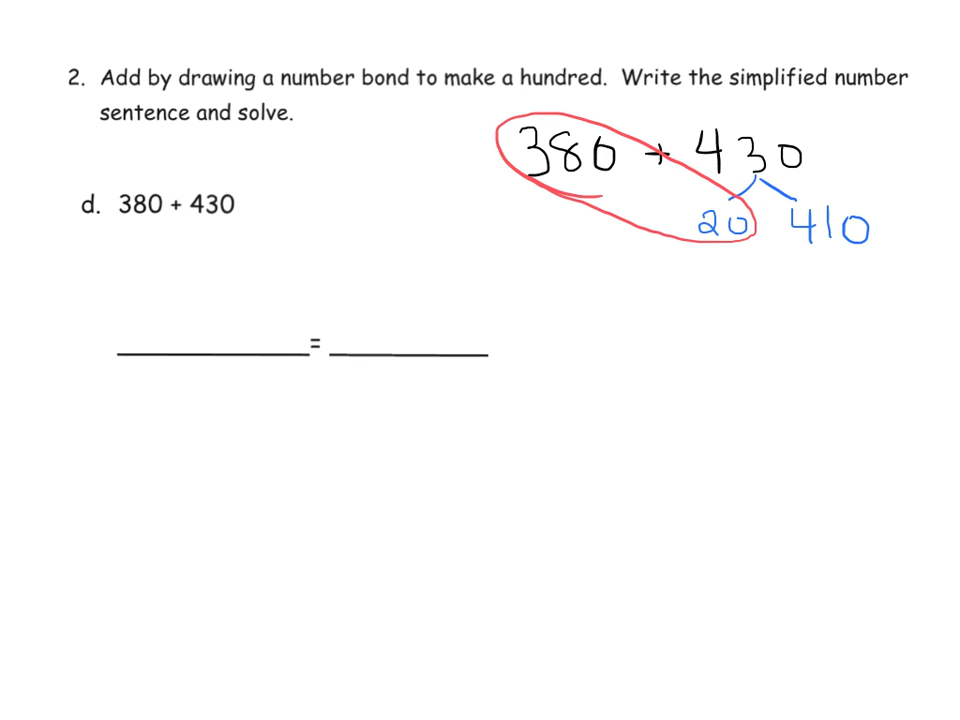 2. Add by drawing a number bond to make a hundred. Write the simplified number
sentence and solve.
380 + 430
20 410
d. 380 + 430
=